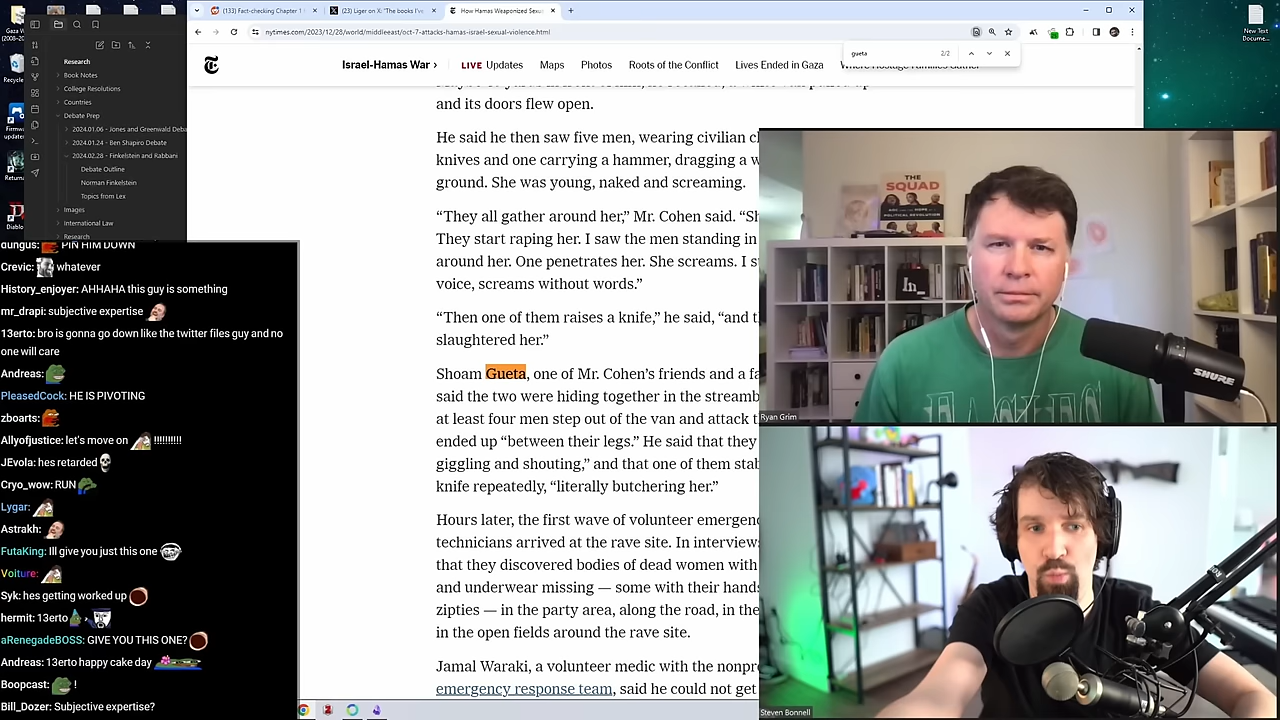 (133) Fact-checking Chapter 1
(23) Liger on X: "The books I've
How Hamas Weaponized Sexu
nytimes.com/2023/12/28/world/middleeast/oct-7-attacks-hamas-israel-sexual-violence.html
gueta
2/2
Israel-Hamas War
LIVE Updates
Maps
Photos
Roots of the Conflict
Lives Ended in Gaza
Where Hostage Families Gather
and its doors flew open.
He said he then saw five men, wearing civilian cl
knives and one carrying a hammer, dragging a w
ground. She was young, naked and screaming.
“They all gather around her,” Mr. Cohen said. “Sh
They start raping her. I saw the men standing in
around her. One penetrates her. She screams. I s
voice, screams without words.”
“Then one of them raises a knife,” he said, “and th
slaughtered her.”
Shoam Gueta, one of Mr. Cohen’s friends and a fa
said the two were hiding together in the streamb
at least four men step out of the van and attack t
ended up “between their legs.” He said that they
giggling and shouting,” and that one of them stab
knife repeatedly, “literally butchering her.”
Hours later, the first wave of volunteer emergenc
technicians arrived at the rave site. In interviews
that they discovered bodies of dead women with
and underwear missing — some with their hands
zipties — in the party area, along the road, in the
in the open fields around the rave site.
Jamal Waraki, a volunteer medic with the nonpro
emergency response team, said he could not get
Research
Book Notes
College Resolutions
Countries
Debate Prep
2024.01.06 - Jones and Greenwald Deba
2024.01.24 - Ben Shapiro Debate
2024.02.28 - Finkelstein and Rabbani
Debate Outline
Norman Finkelstein
Topics from Lex
Images
International Law
Research
dungus: PIN HIM DOWN
Crevic: whatever
History_enjoyer: AHHAHA this guy is something
mr_drapi: subjective expertise
13erto: bro is gonna go down like the twitter files guy and no
one will care
Andreas:
PleasedCock: HE IS PIVOTING
zboarts:
Allyofjustice: let's move on !!!!!!!!!!
JEvola: hes retarded
Cryo_wow: RUN
Lygar:
Astrakh:
FutaKing: Ill give you just this one
Voiture:
Syk: hes getting worked up
hermit: 13erto
aRenegadeBOSS: GIVE YOU THIS ONE?
Andreas: 13erto happy cake day
Boopcast: !
Bill_Dozer: Subjective expertise?
New Text
Docume...
THE
SQUAD
In
SHURE
Ryan Grim
Steven Bonnell